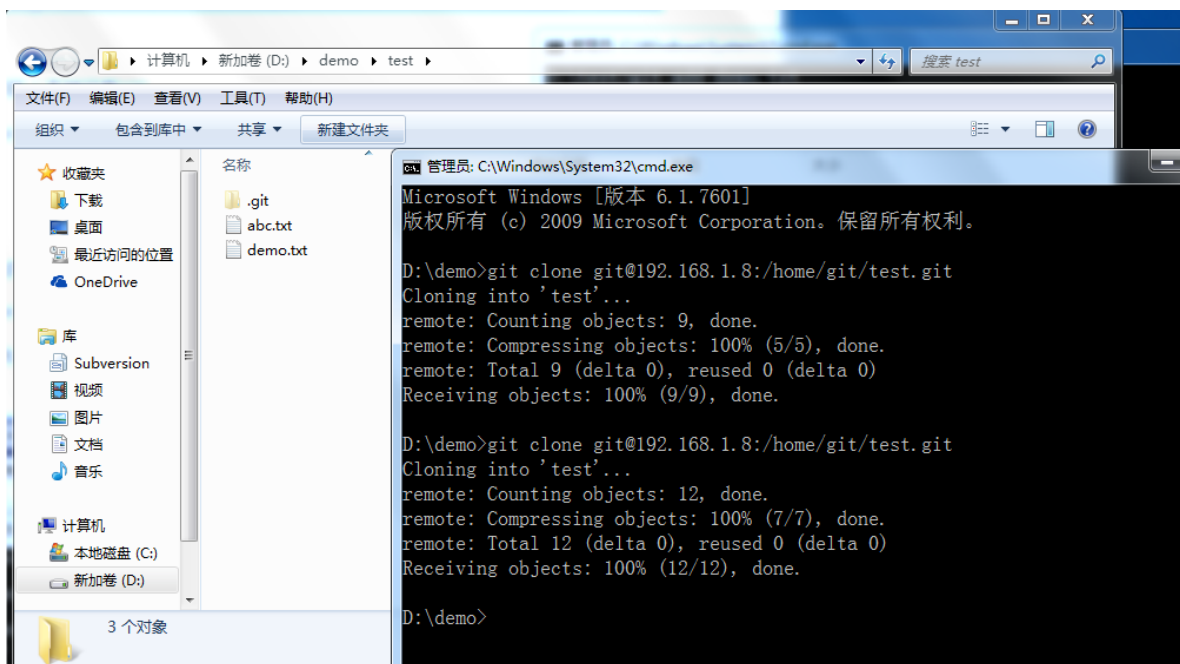 计算机 新加卷 (D:) demo test
搜索 test
文件(F) 编辑(E) 查看(V) 工具(T) 帮助(H)
组织 包含到库中 共享 新建文件夹
收藏夹
下载
桌面
最近访问的位置
OneDrive
库
Subversion
视频
图片
文档
音乐
计算机
本地磁盘 (C:)
新加卷 (D:)
名称
.git
abc.txt
demo.txt
3 个对象
管理员: C:\Windows\System32\cmd.exe
Microsoft Windows [版本 6.1.7601]
版权所有 (c) 2009 Microsoft Corporation。保留所有权利。
D:\demo>git clone git@192.168.1.8:/home/git/test.git
Cloning into 'test'...
remote: Counting objects: 9, done.
remote: Compressing objects: 100% (5/5), done.
remote: Total 9 (delta 0), reused 0 (delta 0)
Receiving objects: 100% (9/9), done.
D:\demo>git clone git@192.168.1.8:/home/git/test.git
Cloning into 'test'...
remote: Counting objects: 12, done.
remote: Compressing objects: 100% (7/7), done.
remote: Total 12 (delta 0), reused 0 (delta 0)
Receiving objects: 100% (12/12), done.
D:\demo>